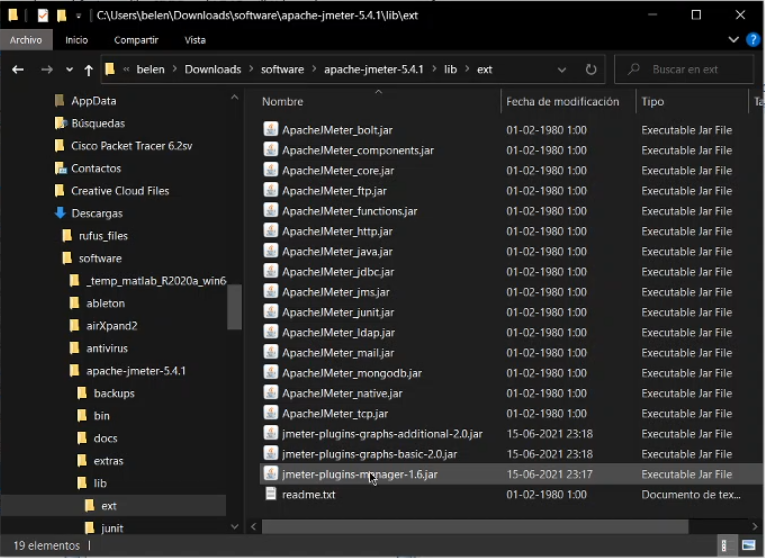 C:\Users\belen\Downloads\software\apache-jmeter-5.4.1\lib\ext
Archivo Inicio Compartir Vista
« belen > Downloads > software > apache-jmeter-5.4.1 > lib > ext Buscar en ext
AppData
Búsquedas
Cisco Packet Tracer 6.2sv
Contactos
Creative Cloud Files
Descargas
rufus_files
software
_temp_matlab_R2020a_win6
ableton
airXpand2
antivirus
apache-jmeter-5.4.1
backups
bin
docs
extras
lib
ext
junit
Nombre Fecha de modificación Tipo Ta
ApacheJMeter_bolt.jar 01-02-1980 1:00 Executable Jar File
ApacheJMeter_components.jar 01-02-1980 1:00 Executable Jar File
ApacheJMeter_core.jar 01-02-1980 1:00 Executable Jar File
ApacheJMeter_ftp.jar 01-02-1980 1:00 Executable Jar File
ApacheJMeter_functions.jar 01-02-1980 1:00 Executable Jar File
ApacheJMeter_http.jar 01-02-1980 1:00 Executable Jar File
ApacheJMeter_java.jar 01-02-1980 1:00 Executable Jar File
ApacheJMeter_jdbc.jar 01-02-1980 1:00 Executable Jar File
ApacheJMeter_jms.jar 01-02-1980 1:00 Executable Jar File
ApacheJMeter_junit.jar 01-02-1980 1:00 Executable Jar File
ApacheJMeter_ldap.jar 01-02-1980 1:00 Executable Jar File
ApacheJMeter_mail.jar 01-02-1980 1:00 Executable Jar File
ApacheJMeter_mongodb.jar 01-02-1980 1:00 Executable Jar File
ApacheJMeter_native.jar 01-02-1980 1:00 Executable Jar File
ApacheJMeter_tcp.jar 01-02-1980 1:00 Executable Jar File
jmeter-plugins-graphs-additional-2.0.jar 15-06-2021 23:18 Executable Jar File
jmeter-plugins-graphs-basic-2.0.jar 15-06-2021 23:18 Executable Jar File
jmeter-plugins-manager-1.6.jar 15-06-2021 23:17 Executable Jar File
readme.txt 01-02-1980 1:00 Documento de tex...
19 elementos